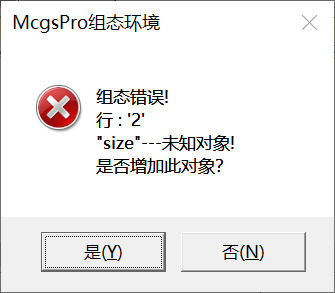 McgsPro组态环境
组态错误!
行 : '2'
"size"---未知对象!
是否增加此对象?
是(Y)
否(N)